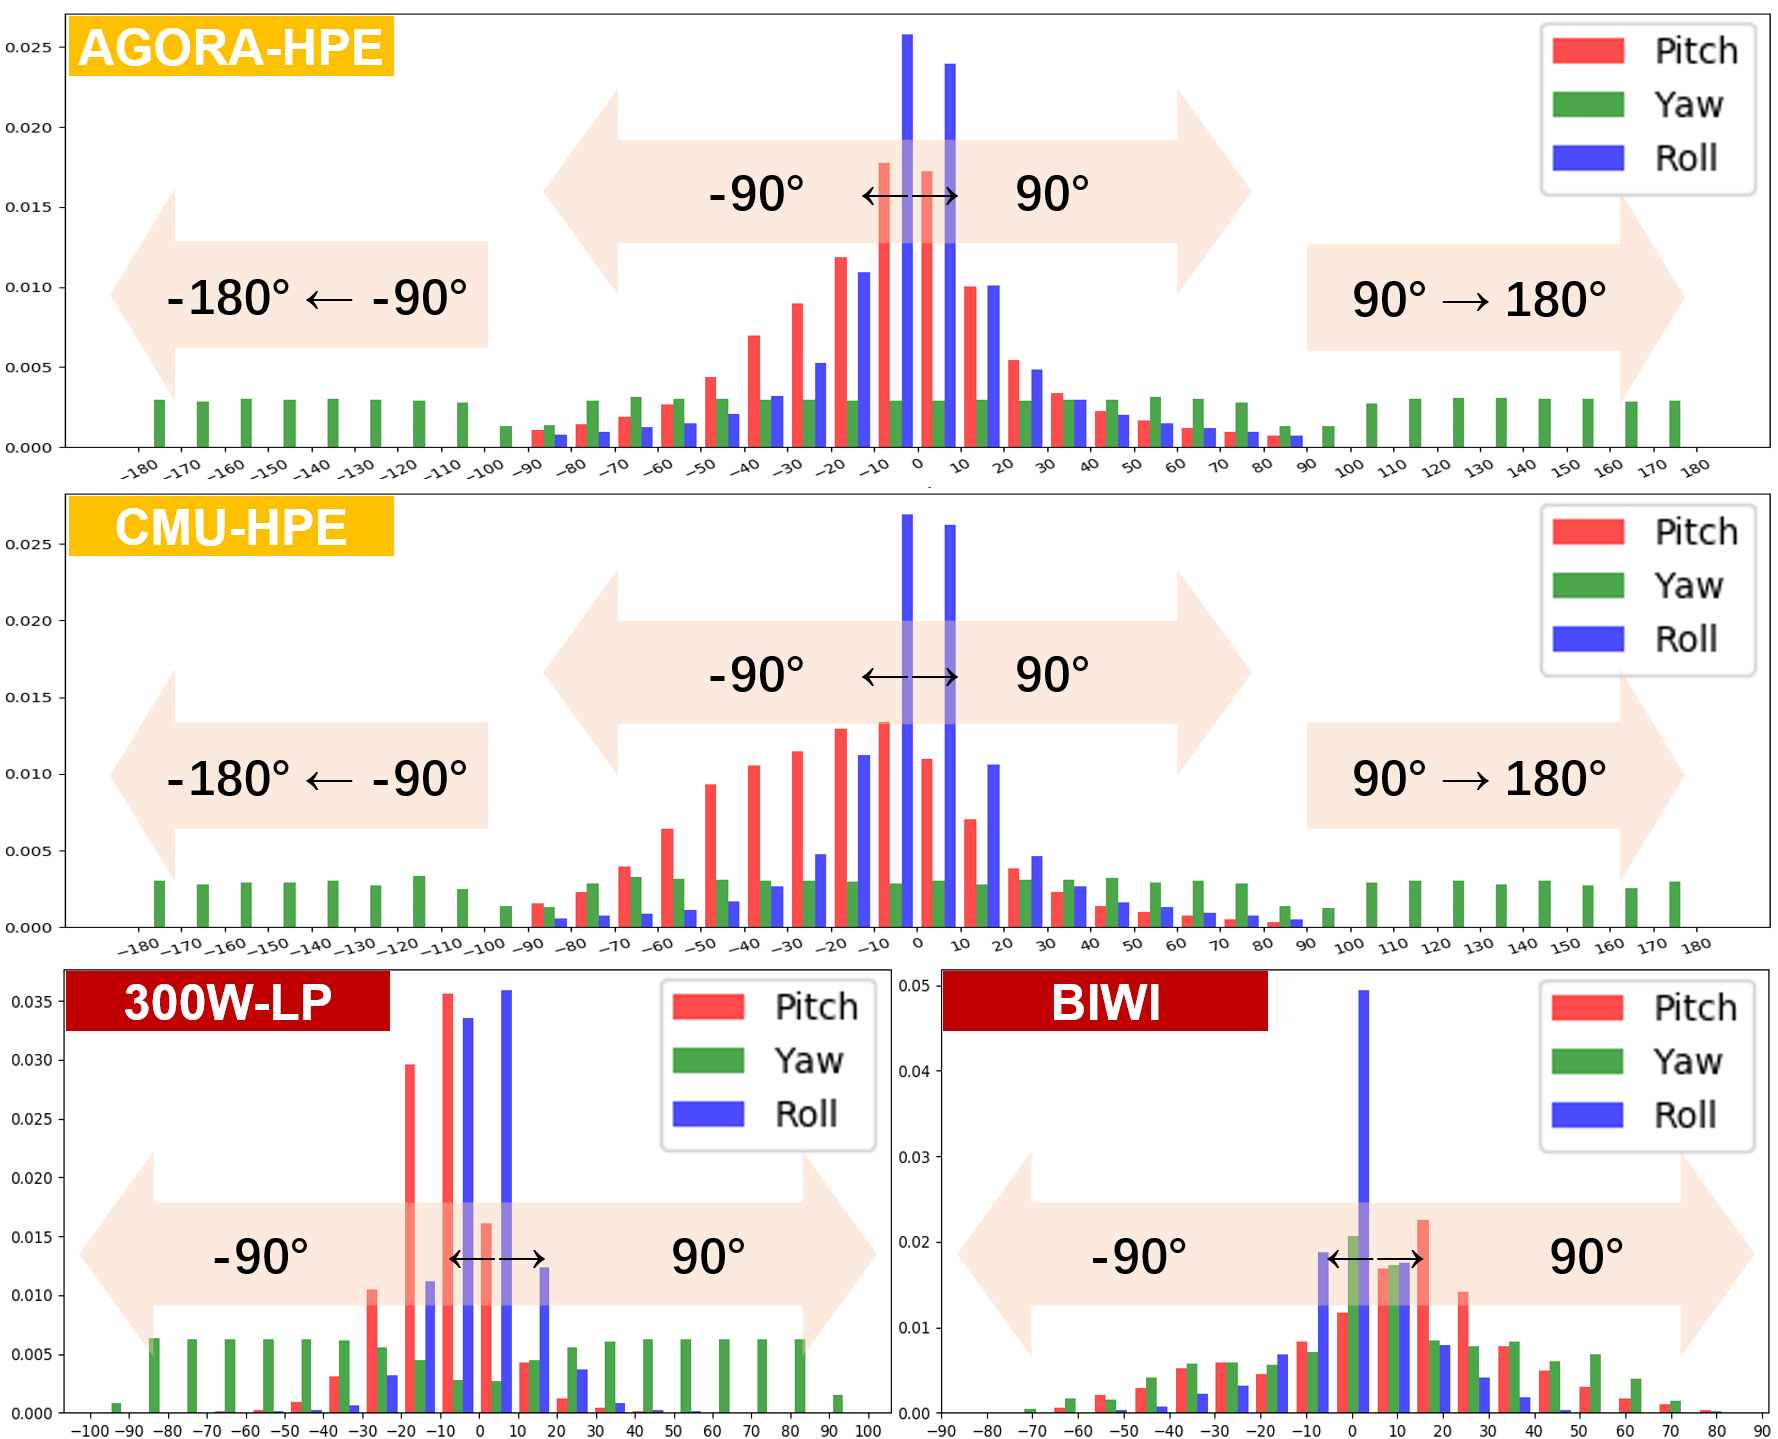 AGORA-HPE
Pitch
Yaw
Roll
0.025
0.020
0.015
0.010
0.005
0.000
-90° ←→ 90°
-180° ← -90°
90° → 180°
−180 −170 −160 −150 −140 −130 −120 −110 −100 −90 −80 −70 −60 −50 −40 −30 −20 −10 0 10 20 30 40 50 60 70 80 90 100 110 120 130 140 150 160 170 180
CMU-HPE
Pitch
Yaw
Roll
0.025
0.020
0.015
0.010
0.005
0.000
-90° ←→ 90°
-180° ← -90°
90° → 180°
−180 −170 −160 −150 −140 −130 −120 −110 −100 −90 −80 −70 −60 −50 −40 −30 −20 −10 0 10 20 30 40 50 60 70 80 90 100 110 120 130 140 150 160 170 180
300W-LP
Pitch
Yaw
Roll
0.035
0.030
0.025
0.020
0.015
0.010
0.005
0.000
-90° ←→ 90°
−100 −90 −80 −70 −60 −50 −40 −30 −20 −10 0 10 20 30 40 50 60 70 80 90 100
BIWI
Pitch
Yaw
Roll
0.05
0.04
0.03
0.02
0.01
0.00
-90° ←→ 90°
−90 −80 −70 −60 −50 −40 −30 −20 −10 0 10 20 30 40 50 60 70 80 90